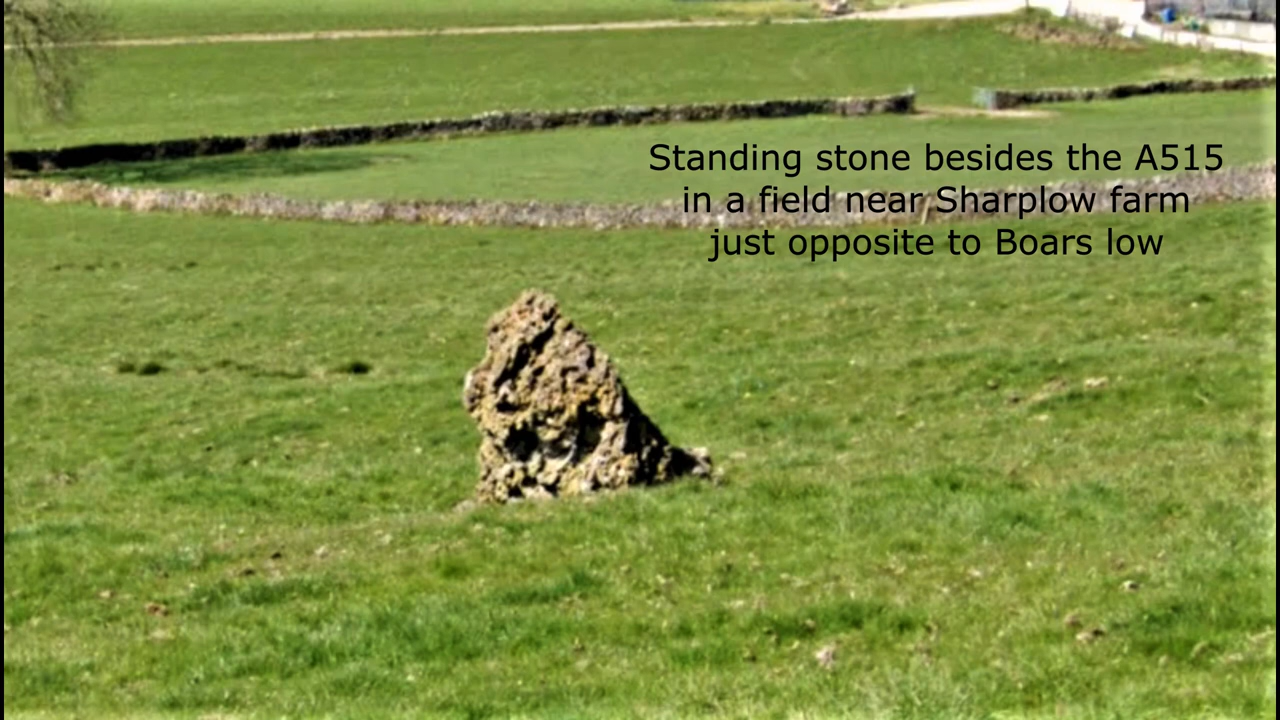 Standing stone besides the A515
in a field near Sharplow farm
just opposite to Boars low